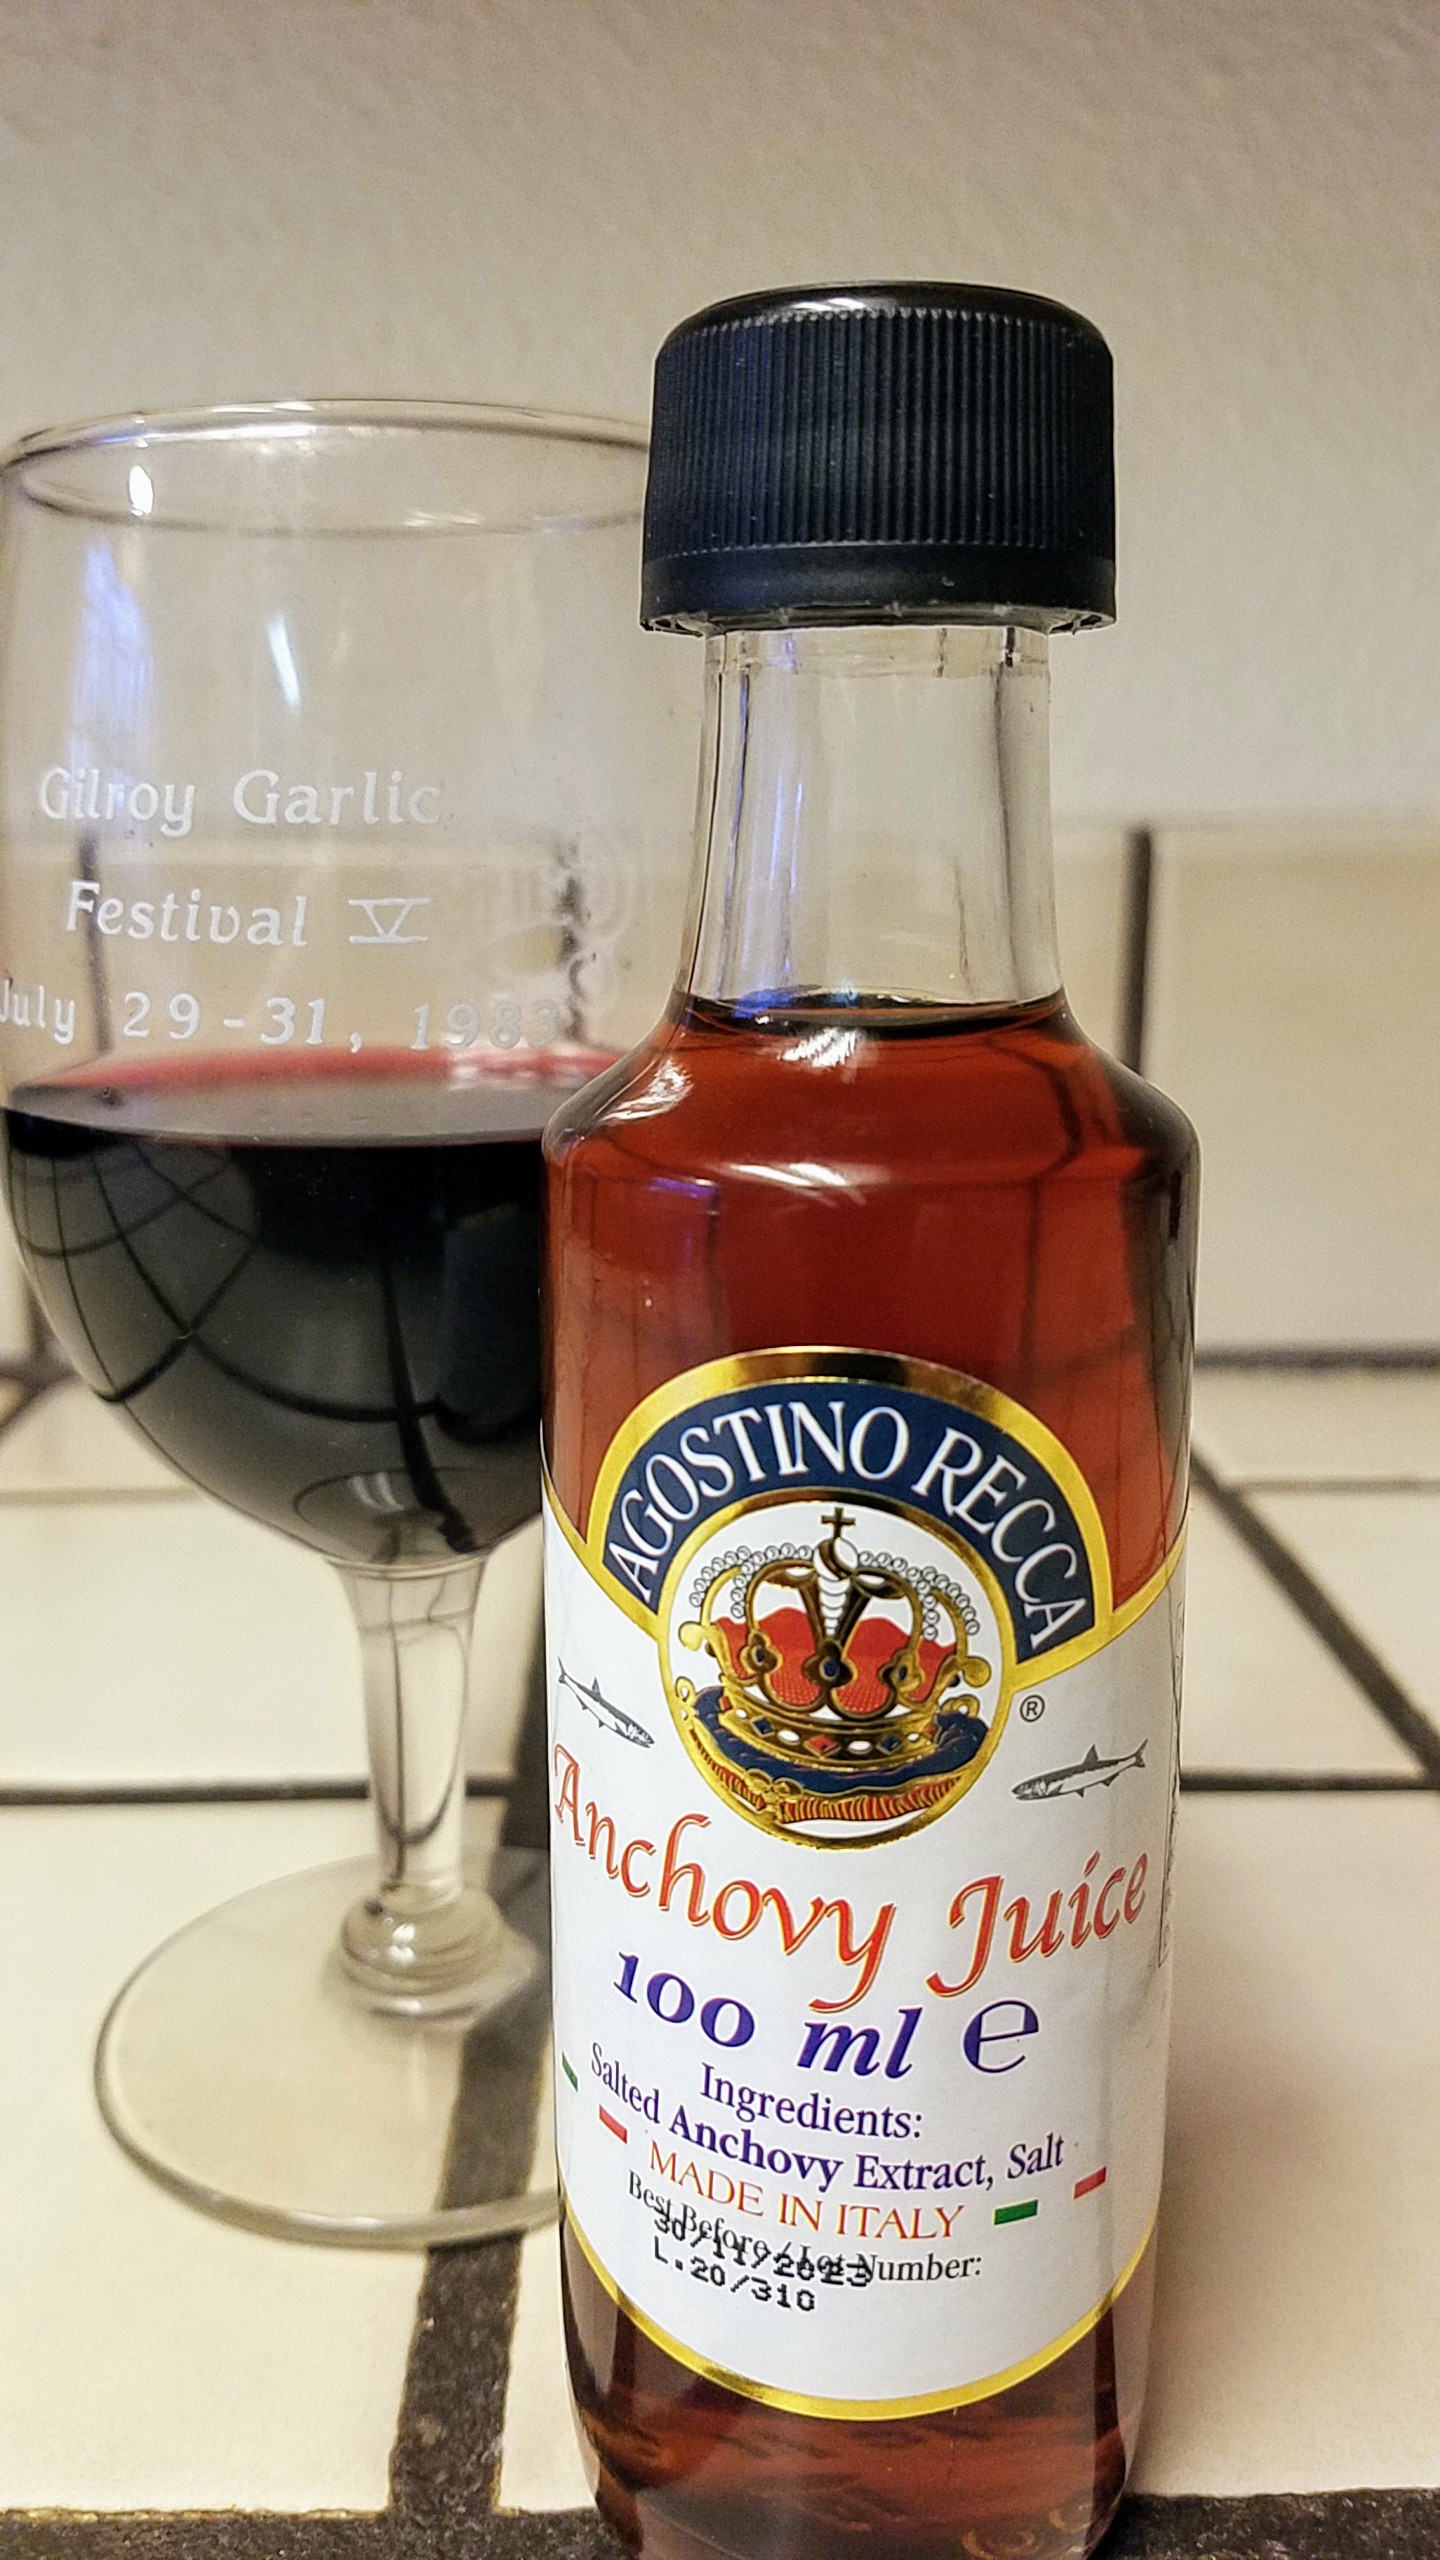 Gilroy Garlic
Festival V
July 29-31, 1983
AGOSTINO RECCA
®
Anchovy Juice
100 ml ℮
Ingredients:
Salted Anchovy Extract, Salt
MADE IN ITALY
Best Before / Lot Number:
30/11/2023
L.20/310